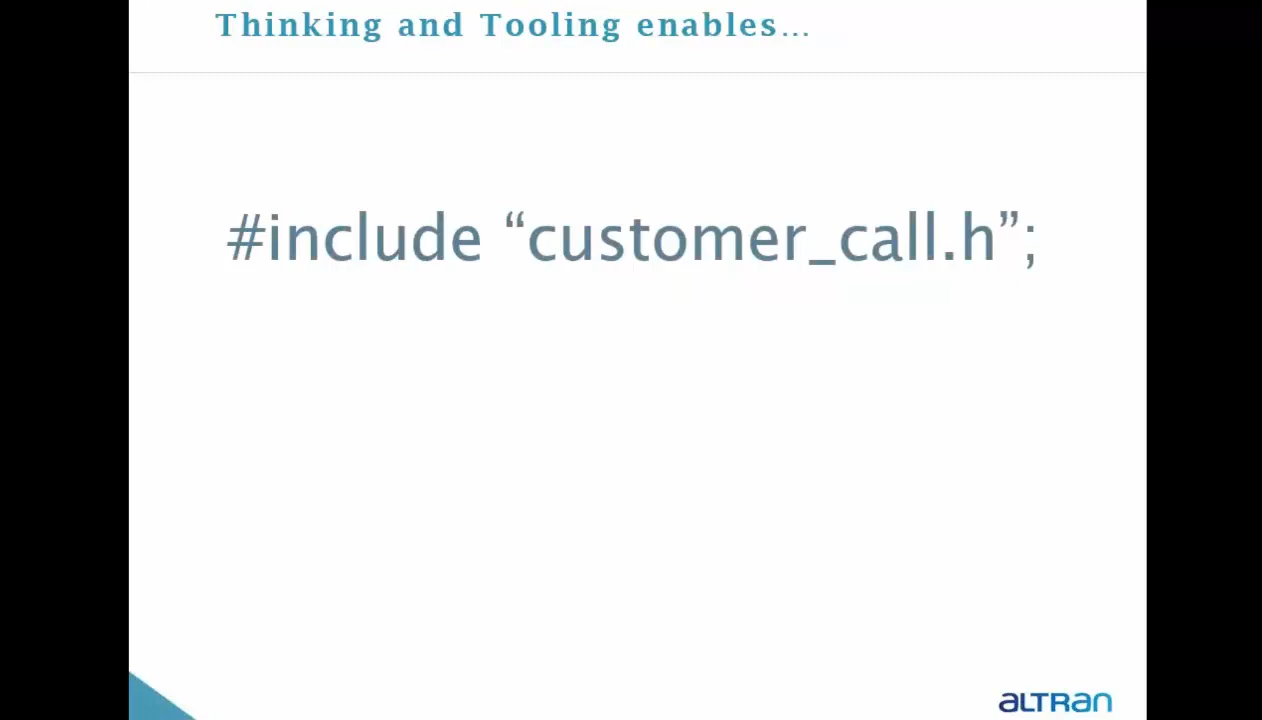 Thinking and Tooling enables...
#include “customer_call.h”;
ALTRAN